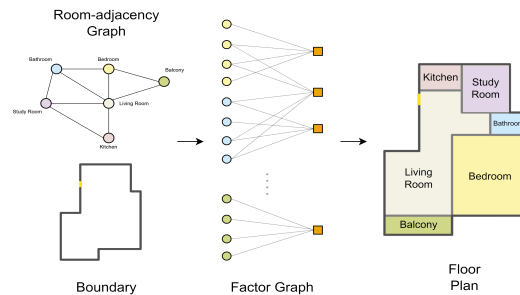 Room-adjacency
Graph
Bathroom
Bedroom
Balcony
Study Room
Living Room
Kitchen
Boundary
Factor Graph
Kitchen
Study
Room
Bathroom
Living
Room
Bedroom
Balcony
Floor
Plan